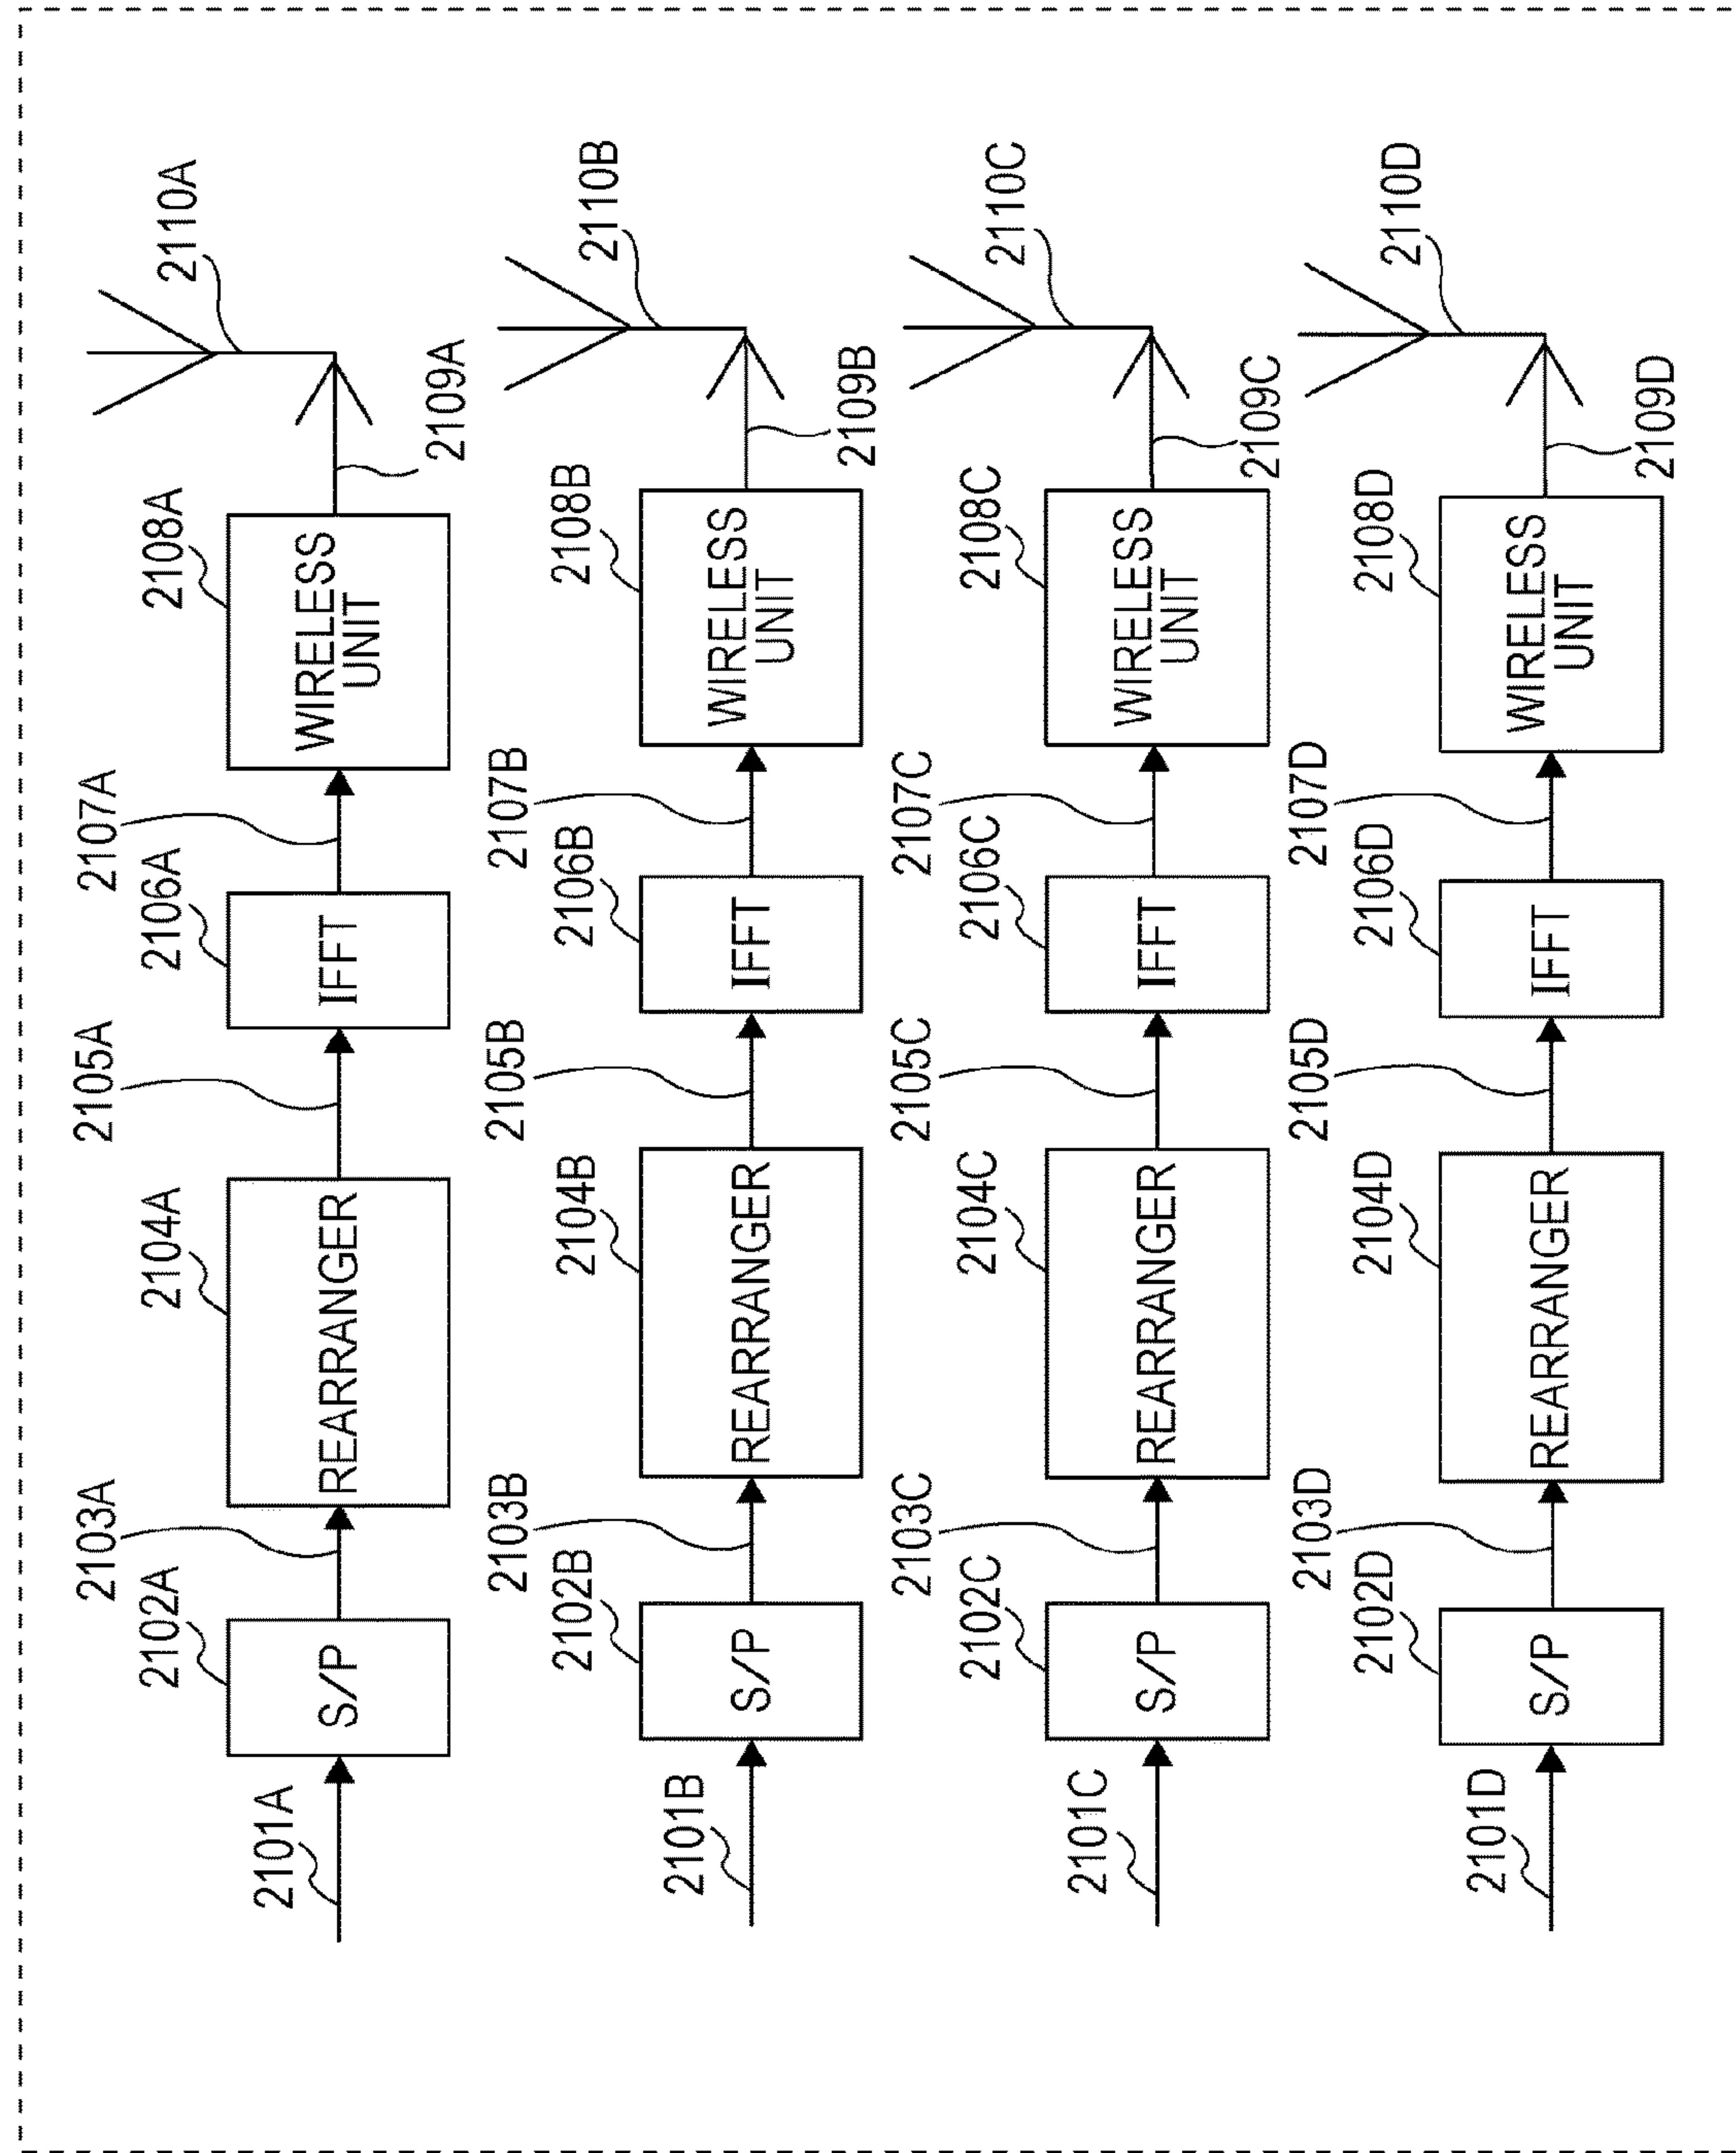 2101A
2102A
S/P
2103A
2104A
REARRANGER
2105A
2106A
IFFT
2107A
2108A
WIRELESS
UNIT
2109A
2110A
2101B
2102B
S/P
2103B
2104B
REARRANGER
2105B
2106B
IFFT
2107B
2108B
WIRELESS
UNIT
2109B
2110B
2101C
2102C
S/P
2103C
2104C
REARRANGER
2105C
2106C
IFFT
2107C
2108C
WIRELESS
UNIT
2109C
2110C
2101D
2102D
S/P
2103D
2104D
REARRANGER
2105D
2106D
IFFT
2107D
2108D
WIRELESS
UNIT
2109D
2110D